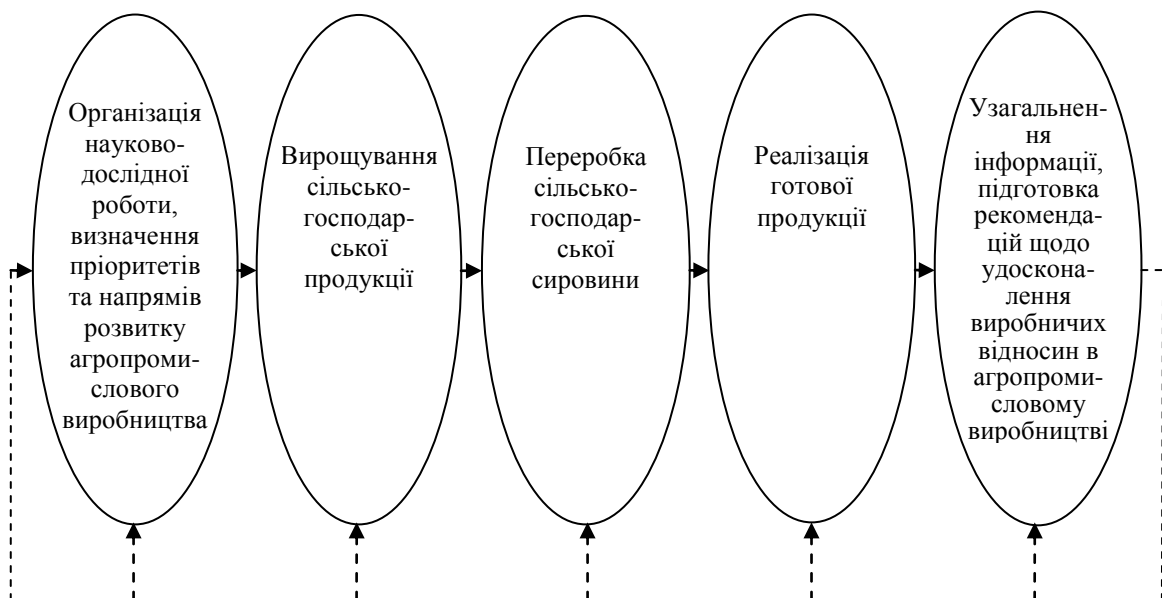 Організація
науково-
дослідної
роботи,
визначення
пріоритетів
та напрямів
розвитку
агропроми-
слового
виробництва
Вирощування
сільсько-
господар-
ської
продукції
Переробка
сільсько-
господар-
ської
сировини
Реалізація
готової
продукції
Узагальнен-
ня
інформації,
підготовка
рекоменда-
цій щодо
удоскона-
лення
виробничих
відносин в
агропроми-
словому
виробництві